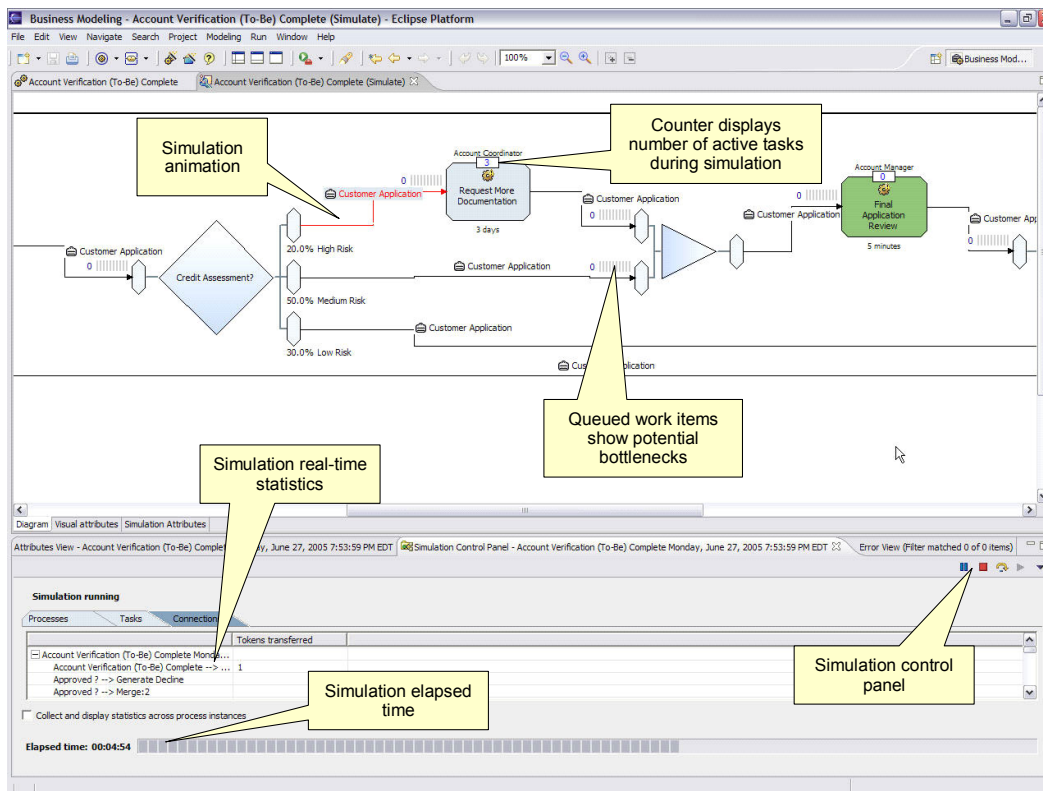 Business Modeling - Account Verification (To-Be) Complete (Simulate) - Eclipse Platform
File Edit View Navigate Search Project Modeling Run Window Help
100%
Business Mod...
Account Verification (To-Be) Complete
Account Verification (To-Be) Complete (Simulate)
Simulation
animation
Counter displays
number of active tasks
during simulation
Account Coordinator
3
Request More
Documentation
3 days
0
Customer Application
Account Manager
0
Final
Application
Review
5 minutes
0
Customer Application
Customer Application
0
Customer App
0
Customer Application
0
Credit Assessment?
20.0% High Risk
50.0% Medium Risk
30.0% Low Risk
Customer Application
0
Customer Application
Queued work items
show potential
bottlenecks
Simulation real-time
statistics
Diagram
Visual attributes
Simulation Attributes
Simulation Control Panel - Account Verification (To-Be) Complete Monday, June 27, 2005 7:53:59 PM EDT
Error View (Filter matched 0 of 0 items)
Simulation running
Processes
Tasks
Tokens transferred
Account Verification (To-Be) Complete Monda...
Account Verification (To-Be) Complete --> ... 1
Approved ? --> Generate Decline
Approved ? --> Merge:2
Simulation control
panel
Simulation elapsed
time
Collect and display statistics across process instances
Elapsed time: 00:04:54